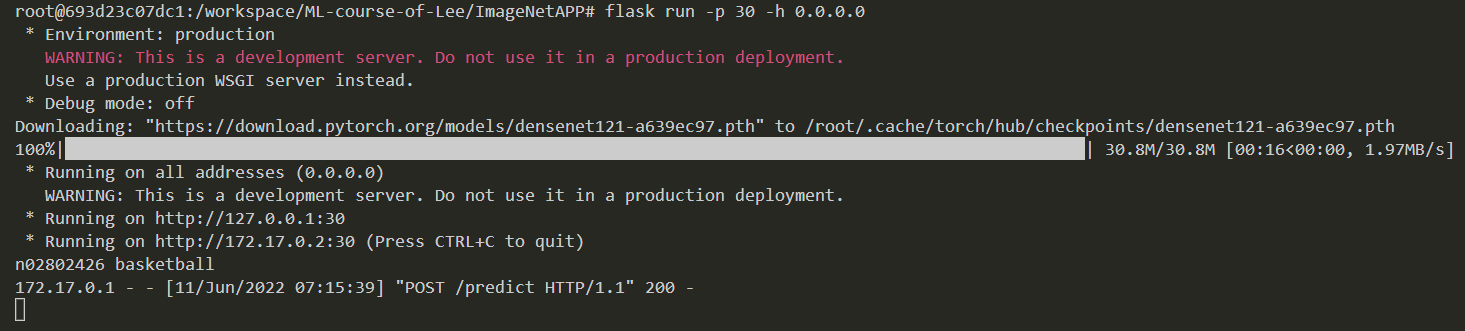 root@693d23c07dc1:/workspace/ML-course-of-Lee/ImageNetAPP# flask run -p 30 -h 0.0.0.0
* Environment: production
WARNING: This is a development server. Do not use it in a production deployment.
Use a production WSGI server instead.
* Debug mode: off
Downloading: "https://download.pytorch.org/models/densenet121-a639ec97.pth" to /root/.cache/torch/hub/checkpoints/densenet121-a639ec97.pth
100%| | 30.8M/30.8M [00:16<00:00, 1.97MB/s]
* Running on all addresses (0.0.0.0)
WARNING: This is a development server. Do not use it in a production deployment.
* Running on http://127.0.0.1:30
* Running on http://172.17.0.2:30 (Press CTRL+C to quit)
n02802426 basketball
172.17.0.1 - - [11/Jun/2022 07:15:39] "POST /predict HTTP/1.1" 200 -